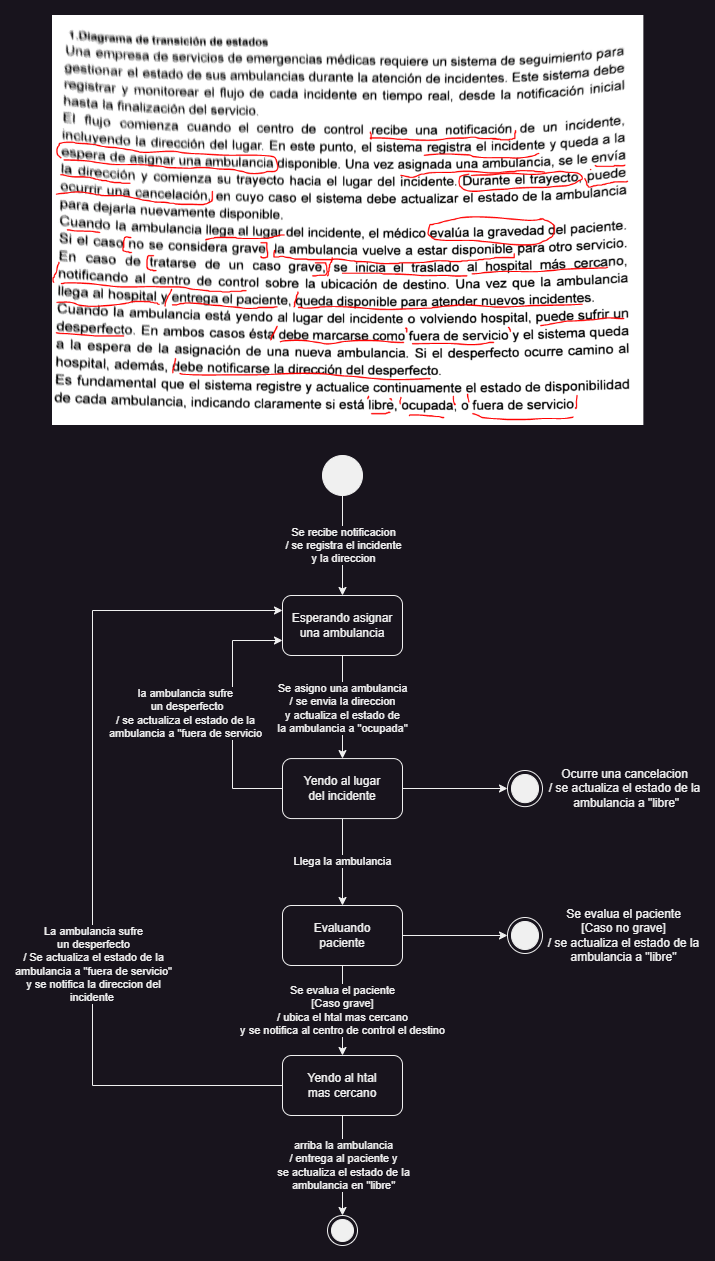 1.Diagrama de transición de estados
Una empresa de servicios de emergencias médicas requiere un sistema de seguimiento para
gestionar el estado de sus ambulancias durante la atención de incidentes. Este sistema debe
registrar y monitorear el flujo de cada incidente en tiempo real, desde la notificación inicial
hasta la finalización del servicio.
El flujo comienza cuando el centro de control recibe una notificación de un incidente,
incluyendo la dirección del lugar. En este punto, el sistema registra el incidente y queda a la
espera de asignar una ambulancia disponible. Una vez asignada una ambulancia, se le envía
la dirección y comienza su trayecto hacia el lugar del incidente. Durante el trayecto, puede
ocurrir una cancelación, en cuyo caso el sistema debe actualizar el estado de la ambulancia
para dejarla nuevamente disponible.
Cuando la ambulancia llega al lugar del incidente, el médico evalúa la gravedad del paciente.
Si el caso no se considera grave, la ambulancia vuelve a estar disponible para otro servicio.
En caso de tratarse de un caso grave, se inicia el traslado al hospital más cercano,
notificando al centro de control sobre la ubicación de destino. Una vez que la ambulancia
llega al hospital y entrega el paciente, queda disponible para atender nuevos incidentes.
Cuando la ambulancia está yendo al lugar del incidente o volviendo hospital, puede sufrir un
desperfecto. En ambos casos ésta debe marcarse como fuera de servicio y el sistema queda
a la espera de la asignación de una nueva ambulancia. Si el desperfecto ocurre camino al
hospital, además, debe notificarse la dirección del desperfecto.
Es fundamental que el sistema registre y actualice continuamente el estado de disponibilidad
de cada ambulancia, indicando claramente si está libre, ocupada, o fuera de servicio
Se recibe notificacion
/ se registra el incidente
y la direccion
Esperando asignar
una ambulancia
la ambulancia sufre
un desperfecto
/ se actualiza el estado de la
ambulancia a "fuera de servicio
Se asigno una ambulancia
/ se envia la direccion
y actualiza el estado de
la ambulancia a "ocupada"
Yendo al lugar
del incidente
Ocurre una cancelacion
/ se actualiza el estado de la
ambulancia a "libre"
Llega la ambulancia
Evaluando
paciente
Se evalua el paciente
[Caso no grave]
/ se actualiza el estado de la
ambulancia a "libre"
La ambulancia sufre
un desperfecto
/ Se actualiza el estado de la
ambulancia a "fuera de servicio"
y se notifica la direccion del
incidente
Se evalua el paciente
[Caso grave]
/ ubica el htal mas cercano
y se notifica al centro de control el destino
Yendo al htal
mas cercano
arriba la ambulancia
/ entrega al paciente y
se actualiza el estado de la
ambulancia en "libre"